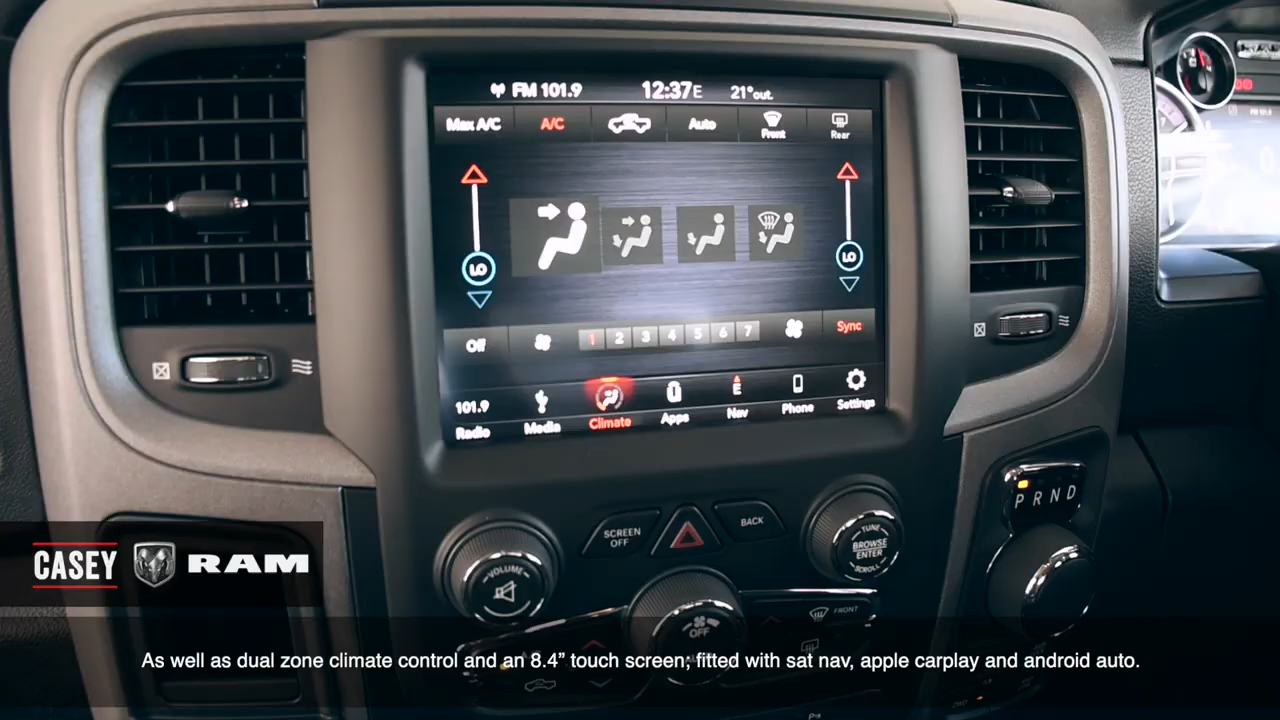 FM 101.9 12:37 E 21° out.
Max A/C A/C Auto Front Rear
LO LO
Off 1 2 3 4 5 6 7 Sync
101.9 E
Radio Media Climate Apps Nav Phone Settings
P R N D
SCREEN OFF BACK
TUNE
BROWSE
ENTER
SCROLL
VOLUME
CASEY RAM
OFF FRONT
As well as dual zone climate control and an 8.4” touch screen; fitted with sat nav, apple carplay and android auto.